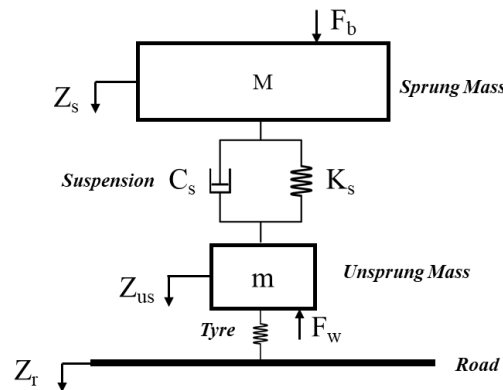 F_b
M
Sprung Mass
Z_s
Suspension
C_s
K_s
Unsprung Mass
Z_us
m
Tyre
F_w
Road
Z_r